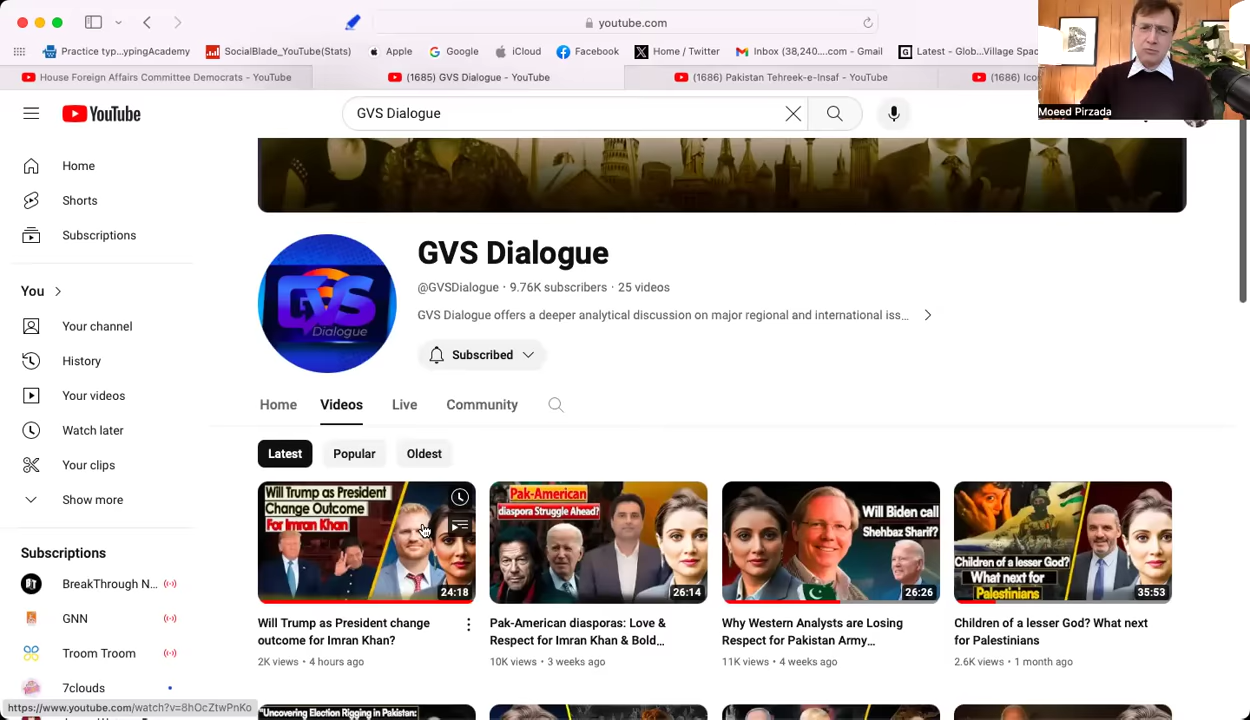 youtube.com
Practice typ...ypingAcademy
SocialBlade_YouTube(Stats)
Apple
Google
iCloud
Facebook
Home / Twitter
Inbox (38,240....com - Gmail
Latest - Glob...Village Spac
House Foreign Affairs Committee Democrats - YouTube
(1685) GVS Dialogue - YouTube
(1686) Pakistan Tehreek-e-Insaf - YouTube
(1686) Ico
Moeed Pirzada
YouTube
GVS Dialogue
Home
Shorts
Subscriptions
You
Your channel
History
Your videos
Watch later
Your clips
Show more
Subscriptions
BreakThrough N...
GNN
Troom Troom
7clouds
GVS
Dialogue
GVS Dialogue
@GVSDialogue · 9.76K subscribers · 25 videos
GVS Dialogue offers a deeper analytical discussion on major regional and international iss...
Subscribed
Home
Videos
Live
Community
Latest
Popular
Oldest
Will Trump as President
Change Outcome
For Imran Khan
24:18
Will Trump as President change
outcome for Imran Khan?
2K views · 4 hours ago
Pak-American
diaspora Struggle Ahead?
26:14
Pak-American diasporas: Love &
Respect for Imran Khan & Bold...
10K views · 3 weeks ago
Will Biden call
Shehbaz Sharif?
26:26
Why Western Analysts are Losing
Respect for Pakistan Army...
11K views · 4 weeks ago
Children of a lesser God?
What next for
Palestinians
35:53
Children of a lesser God? What next
for Palestinians
2.6K views · 1 month ago
"Uncovering Election Rigging in Pakistan:
https://www.youtube.com/watch?v=8hOcZtwPnKo